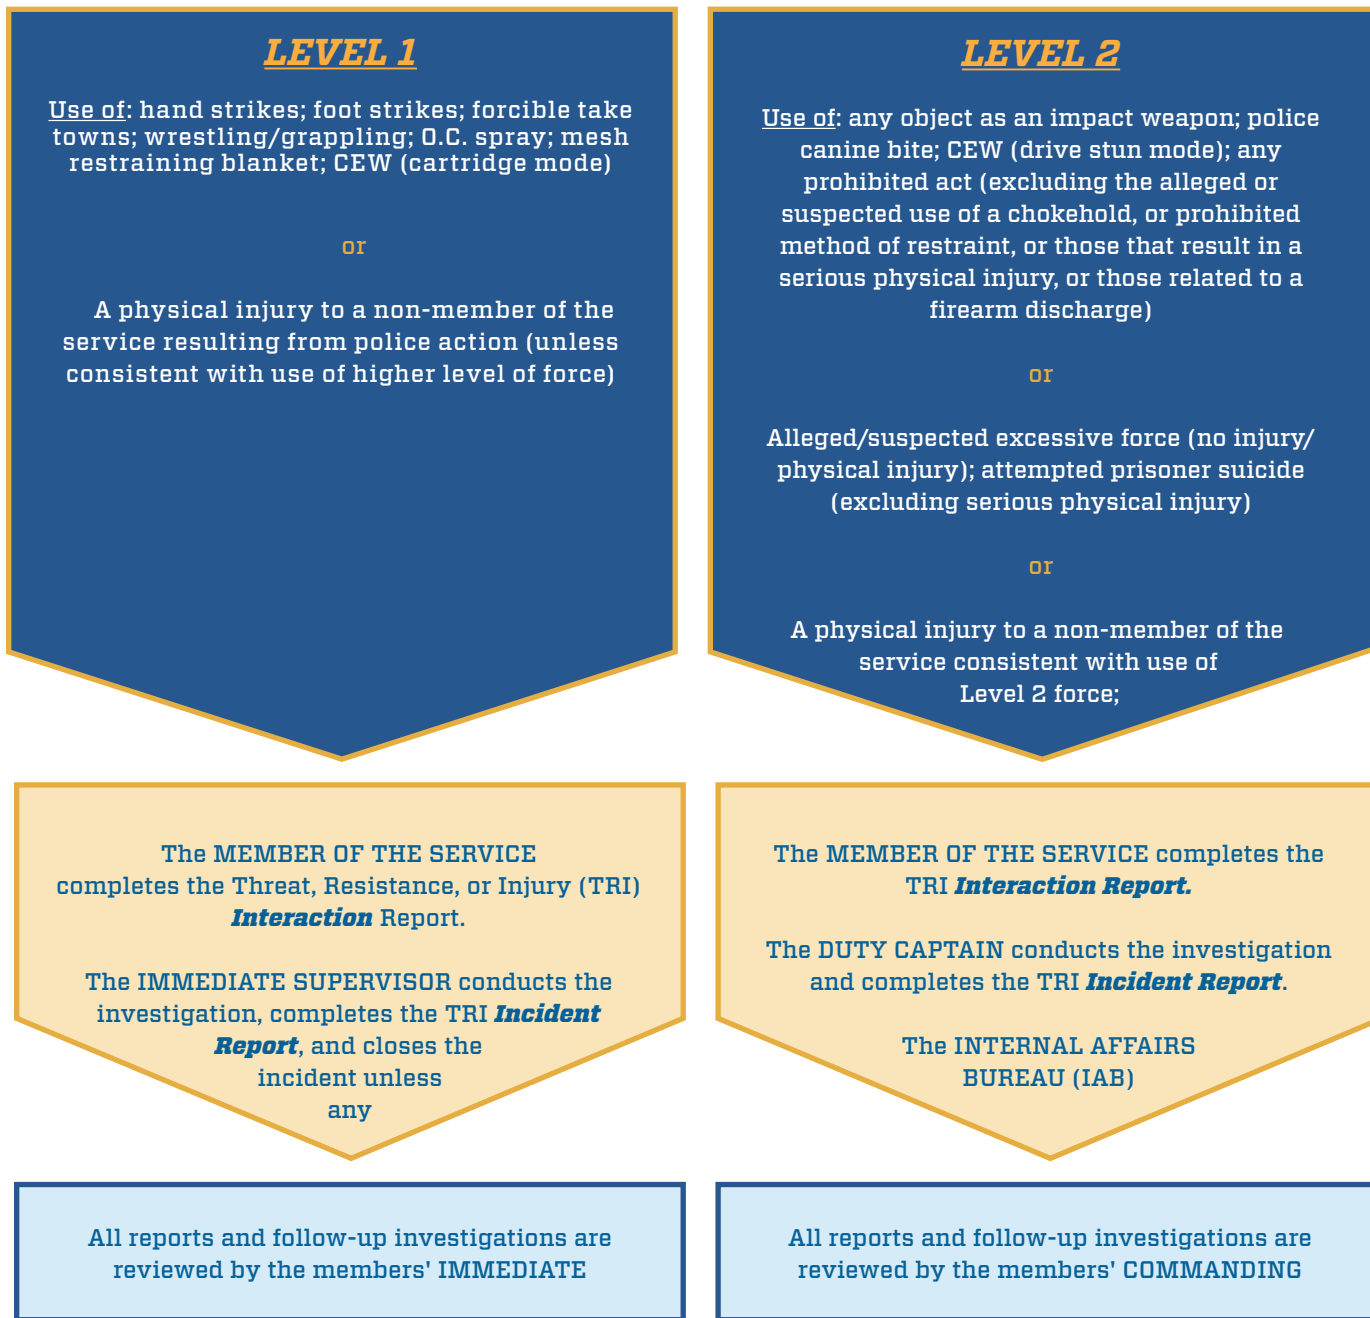 LEVEL 1
Use of: hand strikes; foot strikes; forcible take
towns; wrestling/grappling; O.C. spray; mesh
restraining blanket; CEW (cartridge mode)
or
A physical injury to a non-member of the
service resulting from police action (unless
consistent with use of higher level of force)
The MEMBER OF THE SERVICE
completes the Threat, Resistance, or Injury (TRI)
Interaction Report.
The IMMEDIATE SUPERVISOR conducts the
investigation, completes the TRI Incident
Report, and closes the
incident unless
any
All reports and follow-up investigations are
reviewed by the members' IMMEDIATE
LEVEL 2
Use of: any object as an impact weapon; police
canine bite; CEW (drive stun mode); any
prohibited act (excluding the alleged or
suspected use of a chokehold, or prohibited
method of restraint, or those that result in a
serious physical injury, or those related to a
firearm discharge)
or
Alleged/suspected excessive force (no injury/
physical injury); attempted prisoner suicide
(excluding serious physical injury)
or
A physical injury to a non-member of the
service consistent with use of
Level 2 force;
The MEMBER OF THE SERVICE completes the
TRI Interaction Report.
The DUTY CAPTAIN conducts the investigation
and completes the TRI Incident Report.
The INTERNAL AFFAIRS
BUREAU (IAB)
All reports and follow-up investigations are
reviewed by the members' COMMANDING